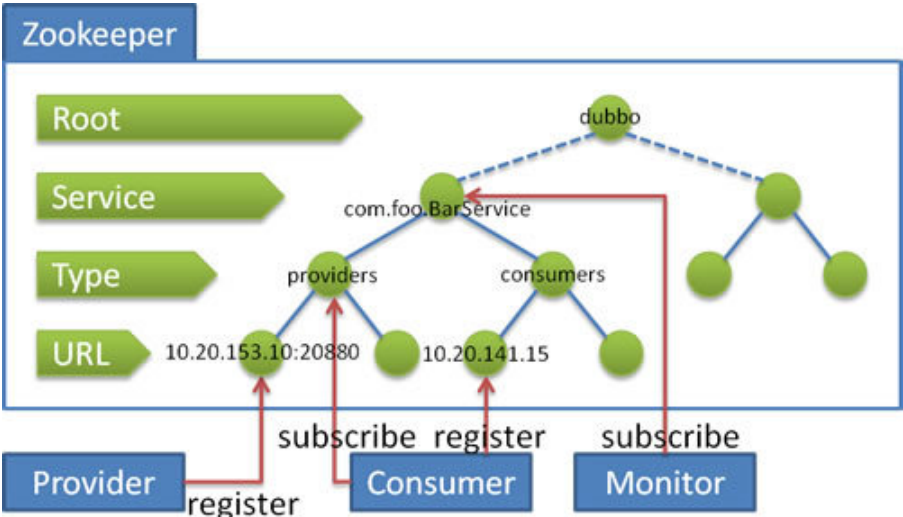 Zookeeper
Root
dubbo
Service
com.foo.BarService
Type
providers
consumers
URL
10.20.153.10:20880
10.20.141.15
subscribe
register
subscribe
Provider
Consumer
Monitor
register